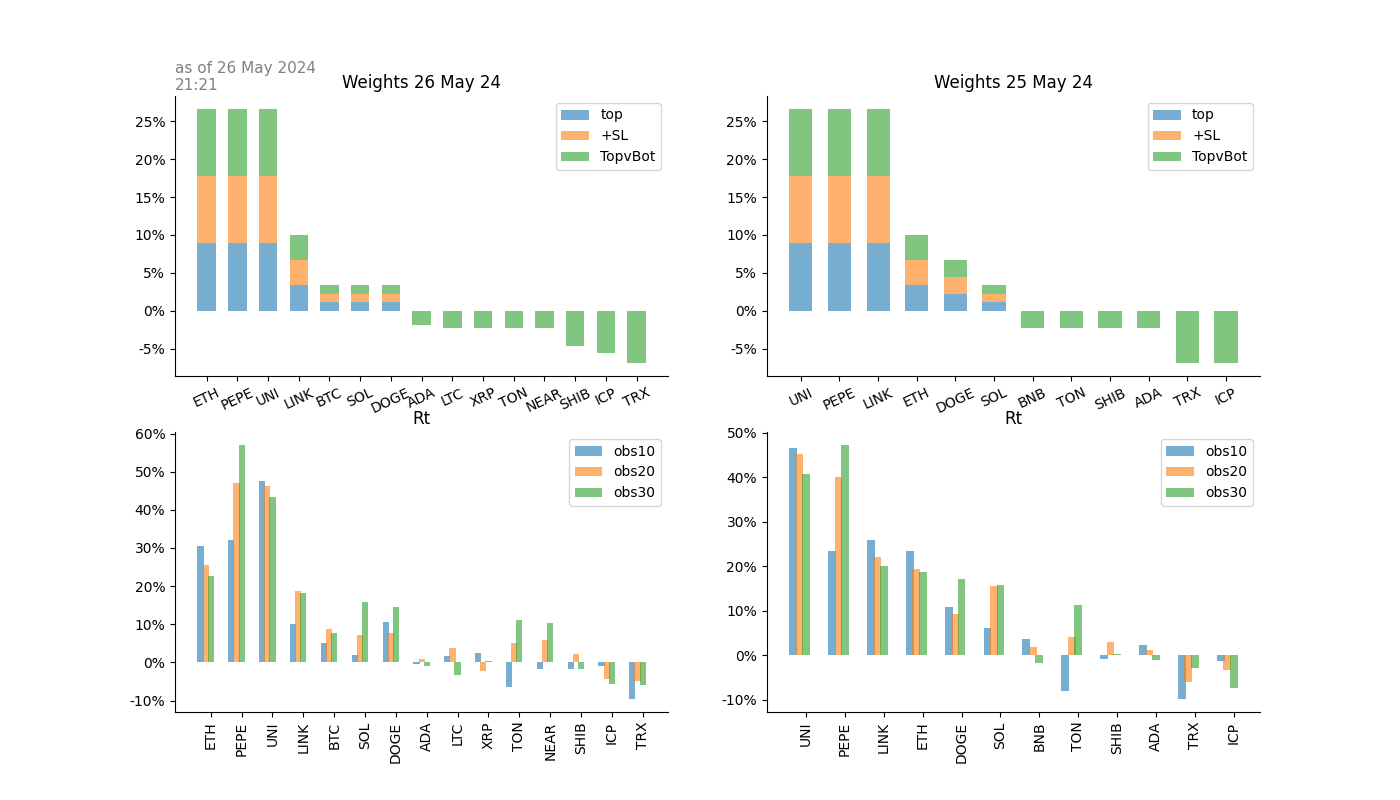 as of 26 May 2024
21:21
Weights 26 May 24
25%
20%
15%
10%
5%
0%
-5%
top
+SL
TopvBot
ETH PEPE UNI LINK BTC SOL DOGE ADA LTC XRP TON NEAR SHIB ICP TRX
Weights 25 May 24
25%
20%
15%
10%
5%
0%
-5%
top
+SL
TopvBot
UNI PEPE LINK ETH DOGE SOL BNB TON SHIB ADA TRX ICP
Rt
60%
50%
40%
30%
20%
10%
0%
-10%
obs10
obs20
obs30
ETH PEPE UNI LINK BTC SOL DOGE ADA LTC XRP TON NEAR SHIB ICP TRX
Rt
50%
40%
30%
20%
10%
0%
-10%
obs10
obs20
obs30
UNI PEPE LINK ETH DOGE SOL BNB TON SHIB ADA TRX ICP